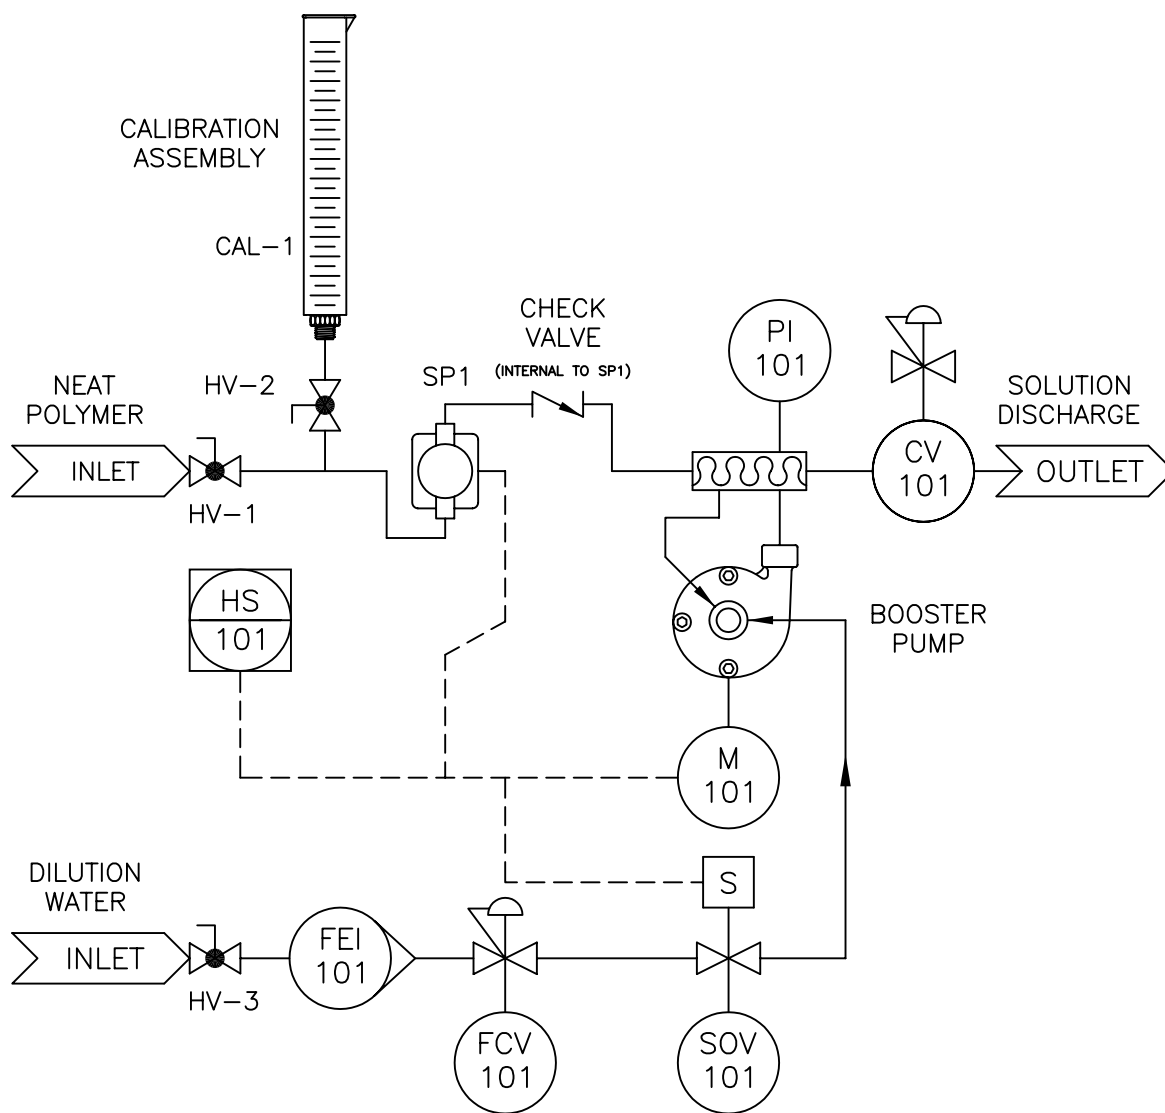 CALIBRATION
ASSEMBLY
CAL-1
CHECK
VALVE
(INTERNAL TO SP1)
PI
101
NEAT
POLYMER
HV-2
SP1
SOLUTION
DISCHARGE
INLET
HV-1
CV
101
OUTLET
HS
101
BOOSTER
PUMP
M
101
DILUTION
WATER
S
INLET
HV-3
FEI
101
FCV
101
SOV
101